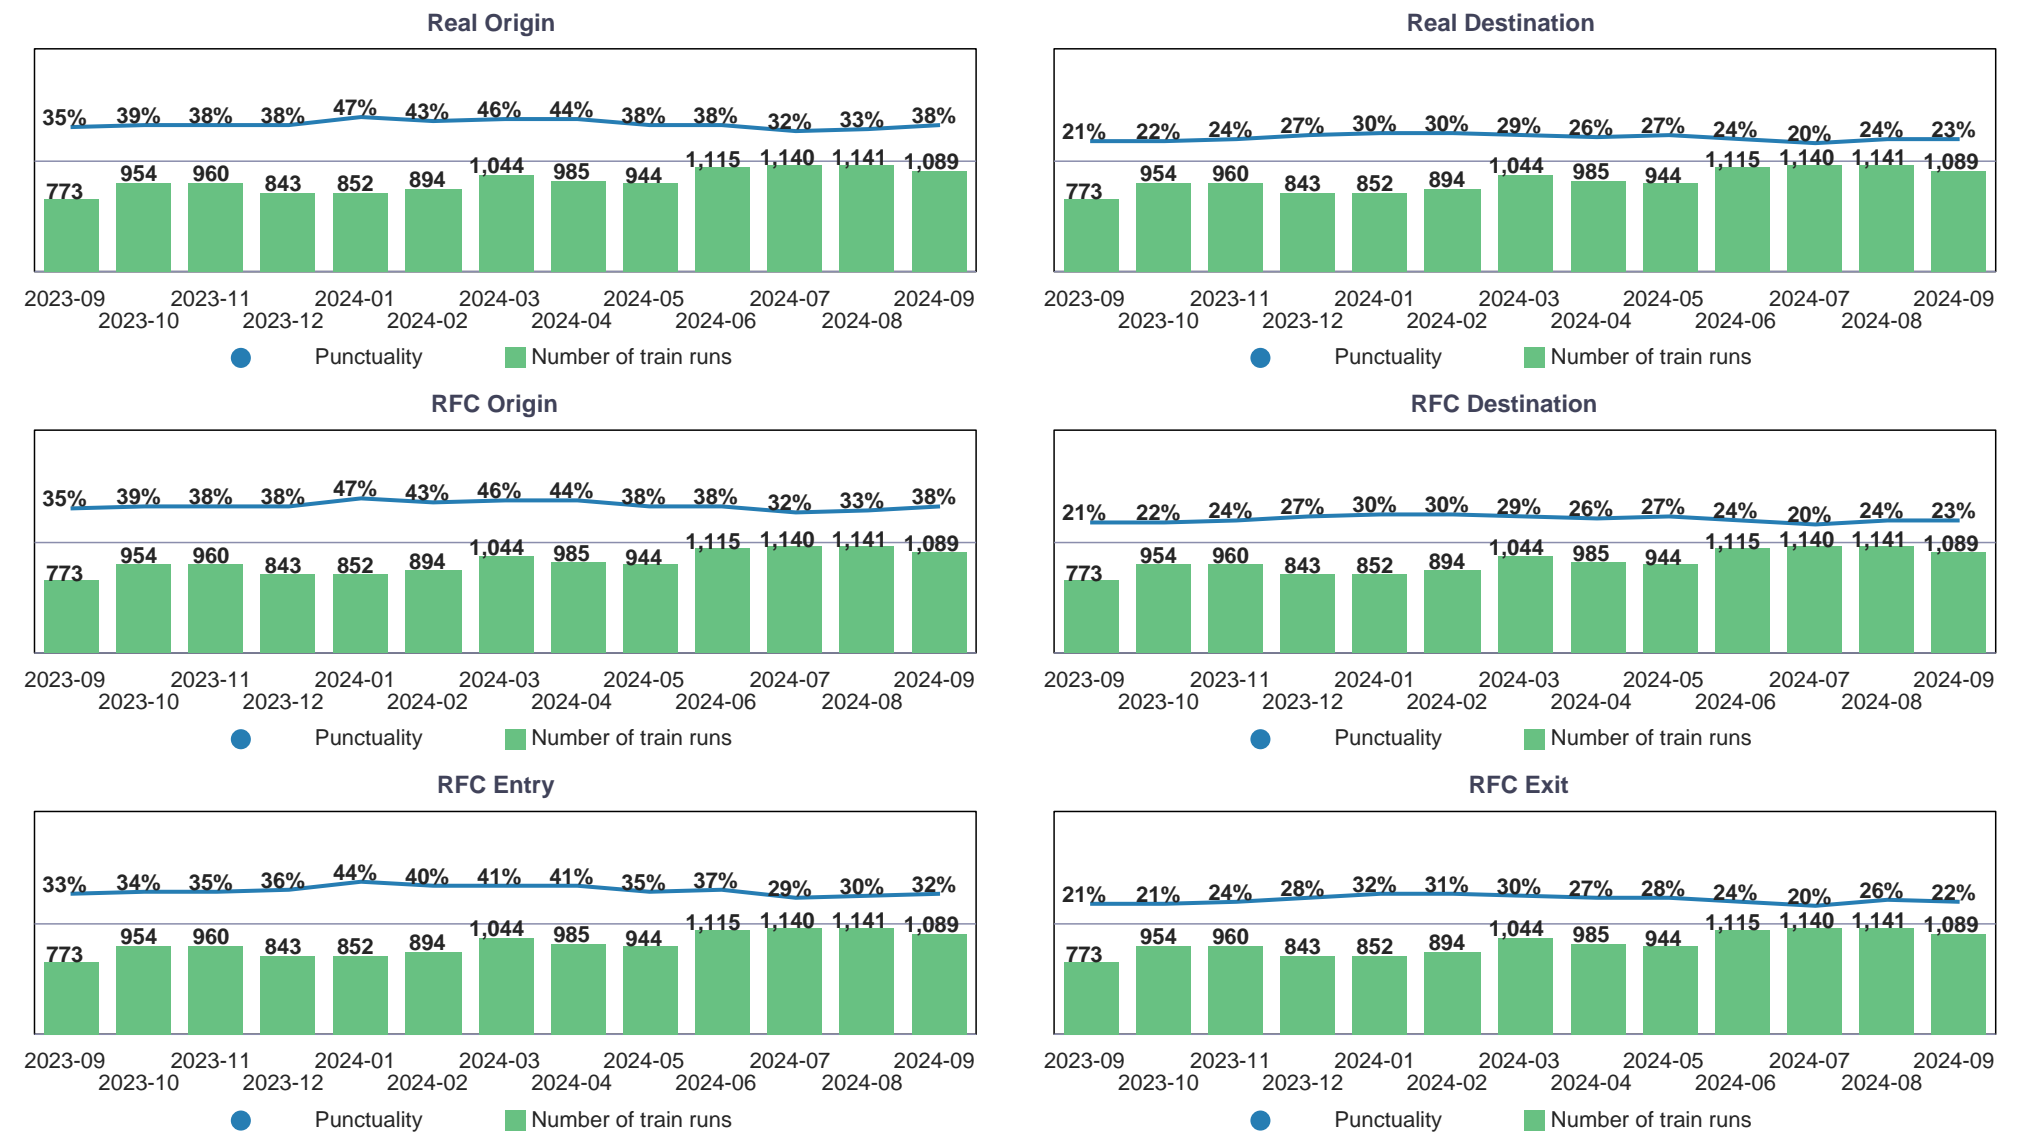 Real Origin
35% 39% 38% 38% 47% 43% 46% 44% 38% 38% 32% 33% 38%
773 954 960 843 852 894 1,044 985 944 1,115 1,140 1,141 1,089
2023-09 2023-11 2024-01 2024-03 2024-05 2024-07 2024-09
2023-10 2023-12 2024-02 2024-04 2024-06 2024-08
Punctuality Number of train runs
Real Destination
21% 22% 24% 27% 30% 30% 29% 26% 27% 24% 20% 24% 23%
773 954 960 843 852 894 1,044 985 944 1,115 1,140 1,141 1,089
2023-09 2023-11 2024-01 2024-03 2024-05 2024-07 2024-09
2023-10 2023-12 2024-02 2024-04 2024-06 2024-08
Punctuality Number of train runs
RFC Origin
35% 39% 38% 38% 47% 43% 46% 44% 38% 38% 32% 33% 38%
773 954 960 843 852 894 1,044 985 944 1,115 1,140 1,141 1,089
2023-09 2023-11 2024-01 2024-03 2024-05 2024-07 2024-09
2023-10 2023-12 2024-02 2024-04 2024-06 2024-08
Punctuality Number of train runs
RFC Destination
21% 22% 24% 27% 30% 30% 29% 26% 27% 24% 20% 24% 23%
773 954 960 843 852 894 1,044 985 944 1,115 1,140 1,141 1,089
2023-09 2023-11 2024-01 2024-03 2024-05 2024-07 2024-09
2023-10 2023-12 2024-02 2024-04 2024-06 2024-08
Punctuality Number of train runs
RFC Entry
33% 34% 35% 36% 44% 40% 41% 41% 35% 37% 29% 30% 32%
773 954 960 843 852 894 1,044 985 944 1,115 1,140 1,141 1,089
2023-09 2023-11 2024-01 2024-03 2024-05 2024-07 2024-09
2023-10 2023-12 2024-02 2024-04 2024-06 2024-08
Punctuality Number of train runs
RFC Exit
21% 21% 24% 28% 32% 31% 30% 27% 28% 24% 20% 26% 22%
773 954 960 843 852 894 1,044 985 944 1,115 1,140 1,141 1,089
2023-09 2023-11 2024-01 2024-03 2024-05 2024-07 2024-09
2023-10 2023-12 2024-02 2024-04 2024-06 2024-08
Punctuality Number of train runs